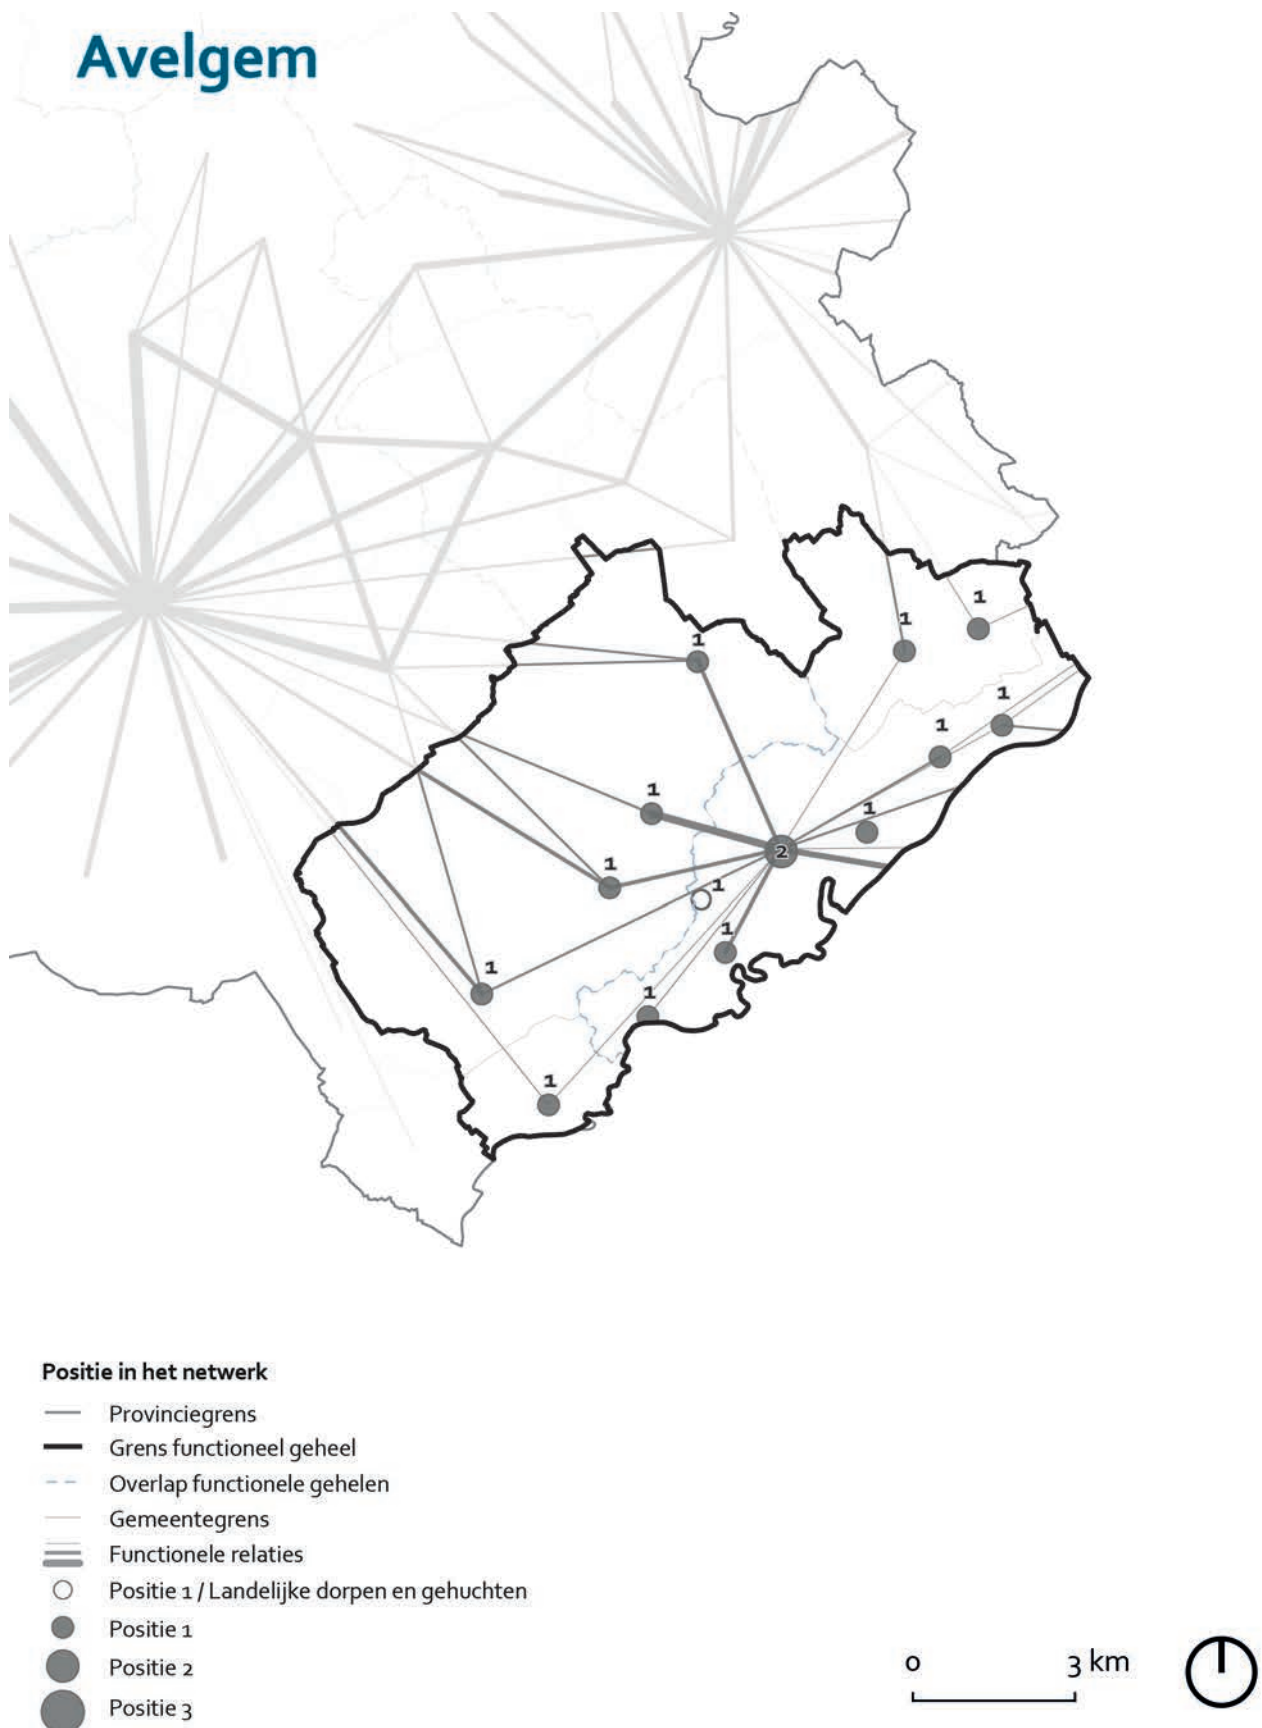 Avelgem
1
1
1
1
1
1
1
2
1
1
1
1
1
1
Positie in het netwerk
Provinciegrens
Grens functioneel geheel
Overlap functionele gehelen
Gemeentegrens
Functionele relaties
Positie 1 / Landelijke dorpen en gehuchten
Positie 1
Positie 2
Positie 3
0 3 km